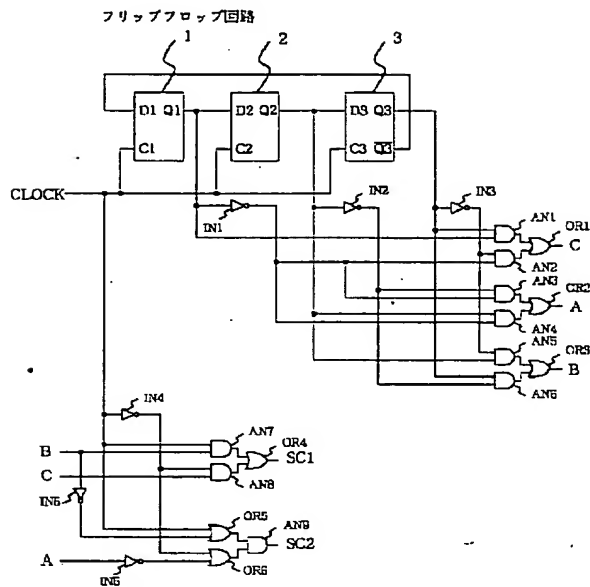 フリップフロップ回路
1 2 3
D1 Q1 D2 Q2 D3 Q3
C1 C2 C3 Q3
CLOCK
IN2 IN3
IN1
AN1 OR1
C
AN2
AN3 OR2
A
AN4
AN5 OR3
B
AN6
IN4
AN7
B OR4
SC1
C AN8
IN5
OR5 AN9
SC2
A
IN5 OR6